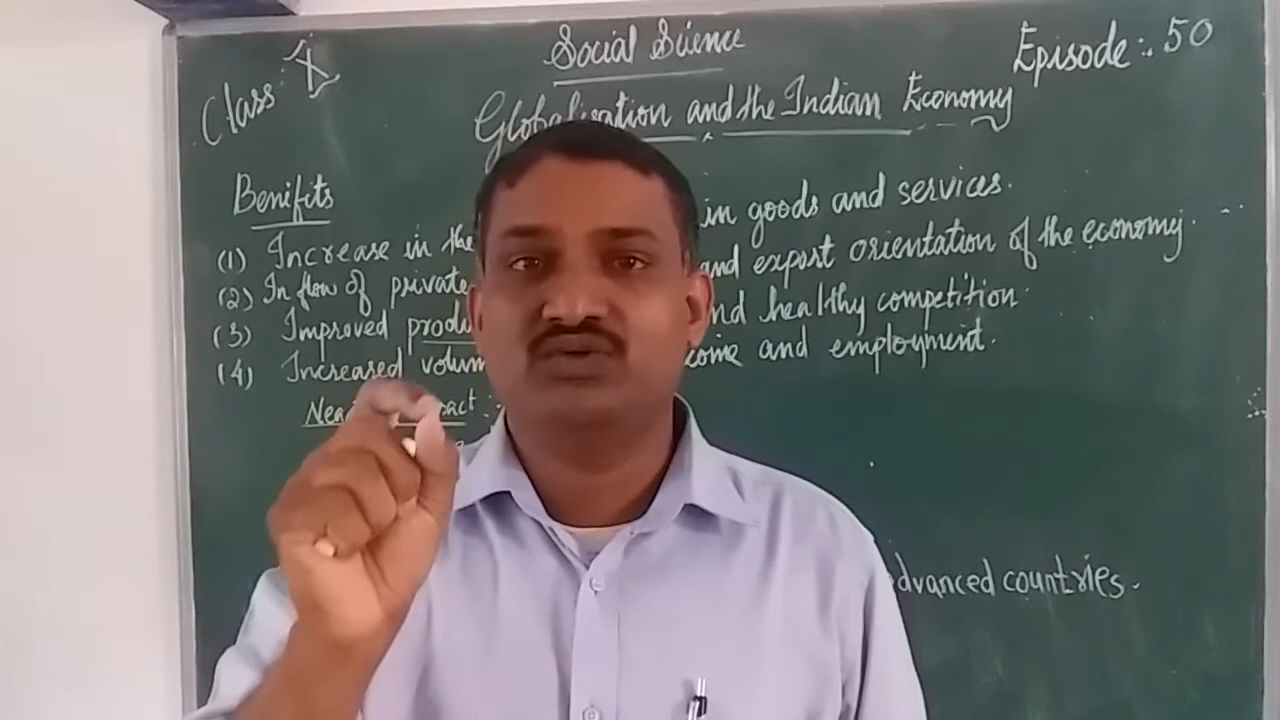 Class X
Social Science
Episode:. 50
Globalisation and the Indian Economy
Benifits
(1) Increase in the in goods and services.
(2) In flow of private and export orientation of the economy.
(3) Improved and healthy competition.
(4) Increased and employment.
advanced countries.